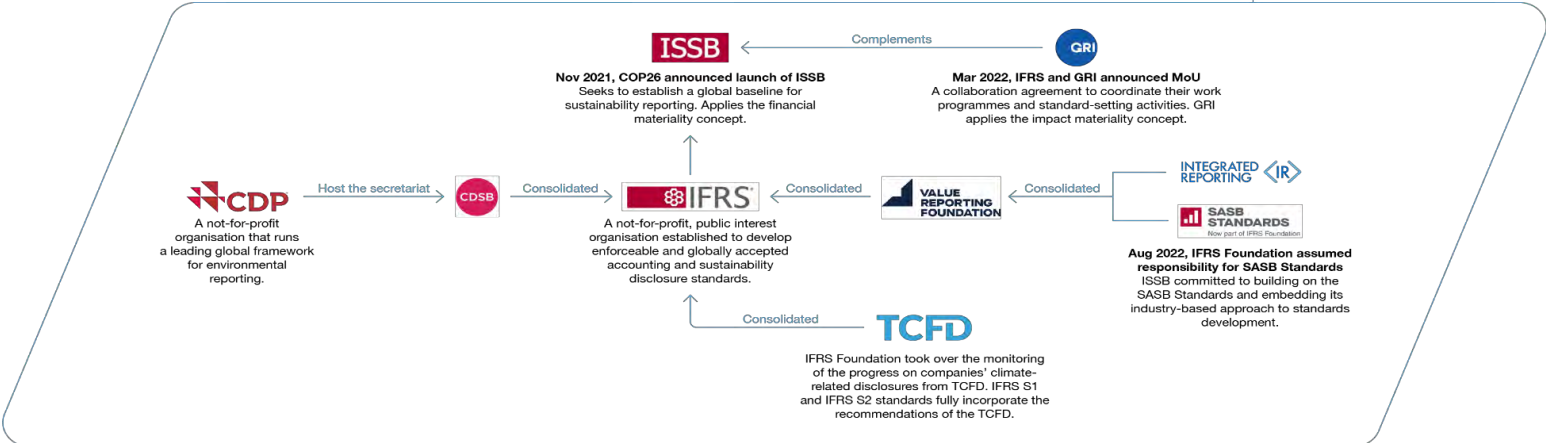 ISSB
Complements
GRI
Nov 2021, COP26 announced launch of ISSB
Seeks to establish a global baseline for
sustainability reporting. Applies the financial
materiality concept.
Mar 2022, IFRS and GRI announced MoU
A collaboration agreement to coordinate their work
programmes and standard-setting activities. GRI
applies the impact materiality concept.
CDP
Host the secretariat
CDSB
Consolidated
IFRS
Consolidated
VALUE
REPORTING
FOUNDATION
Consolidated
INTEGRATED
REPORTING
<IR>
SASB
STANDARDS
Now part of IFRS Foundation
A not-for-profit
organisation that runs
a leading global framework
for environmental
reporting.
A not-for-profit, public interest
organisation established to develop
enforceable and globally accepted
accounting and sustainability
disclosure standards.
Aug 2022, IFRS Foundation assumed
responsibility for SASB Standards
ISSB committed to building on the
SASB Standards and embedding its
industry-based approach to standards
development.
Consolidated
TCFD
IFRS Foundation took over the monitoring
of the progress on companies’ climate-
related disclosures from TCFD. IFRS S1
and IFRS S2 standards fully incorporate the
recommendations of the TCFD.